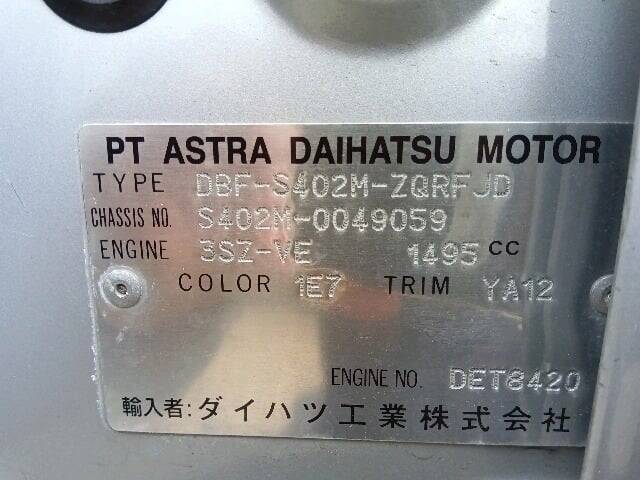 PT ASTRA DAIHATSU MOTOR
TYPE DBF-S402M-ZQRFJD
CHASSIS NO. S402M-0049059
ENGINE 3SZ-VE 1495 CC
COLOR 1E7 TRIM YA12
ENGINE NO. DET8420
輸入者:ダイハツ工業株式会社